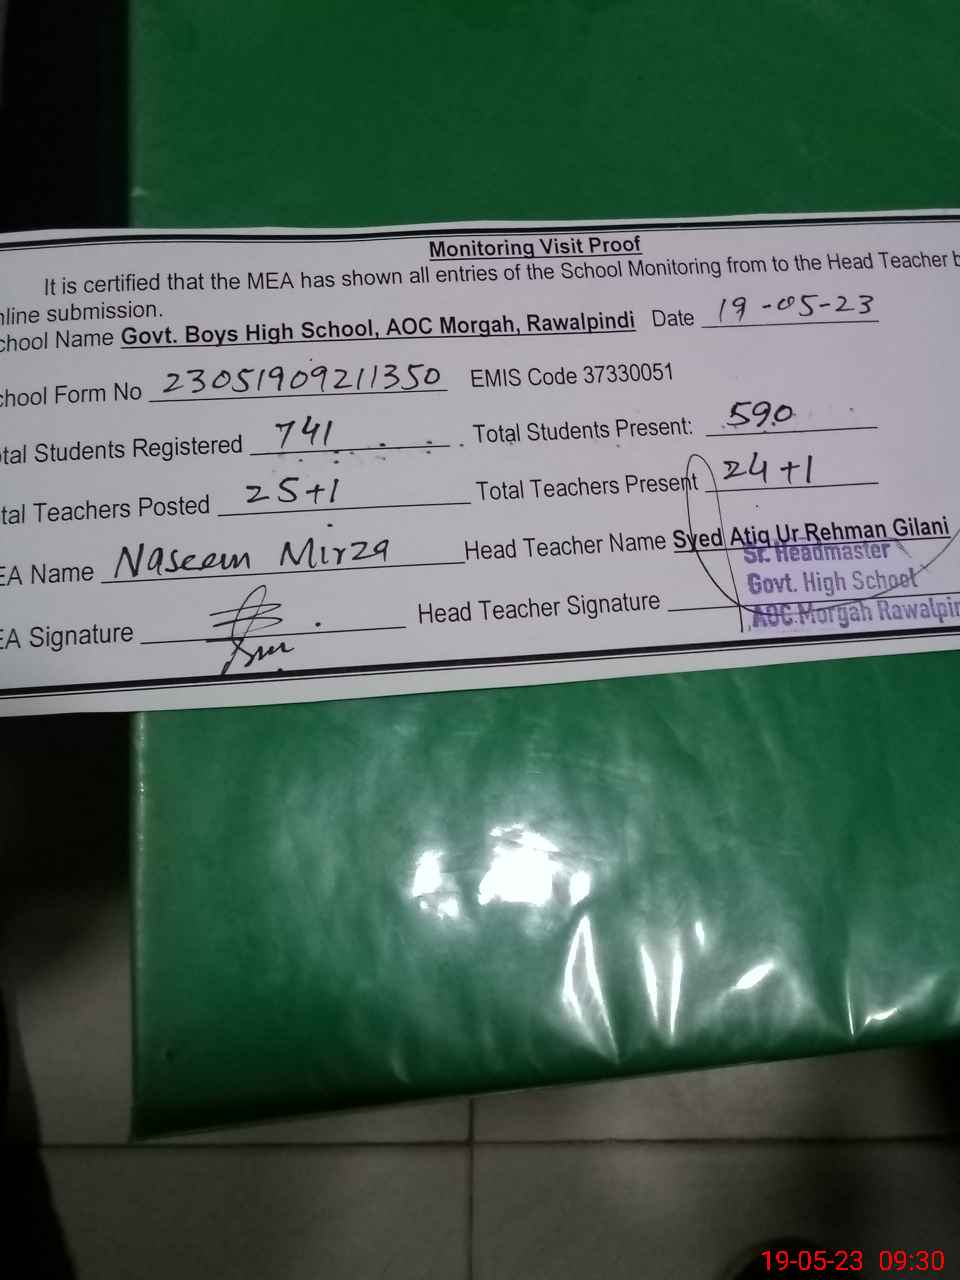 Monitoring Visit Proof
It is certified that the MEA has shown all entries of the School Monitoring from to the Head Teacher b
nline submission.
chool Name Govt. Boys High School, AOC Morgah, Rawalpindi Date 19-05-23
chool Form No 23051909211350 EMIS Code 37330051
tal Students Registered 741 Total Students Present: 590
tal Teachers Posted 25+1 Total Teachers Present 24+1
EA Name Naseem Mirza Head Teacher Name Syed Atiq Ur Rehman Gilani
Sr. Headmaster
Govt. High School
EA Signature Head Teacher Signature
AOC Morgah Rawalpin
19-05-23 09:30